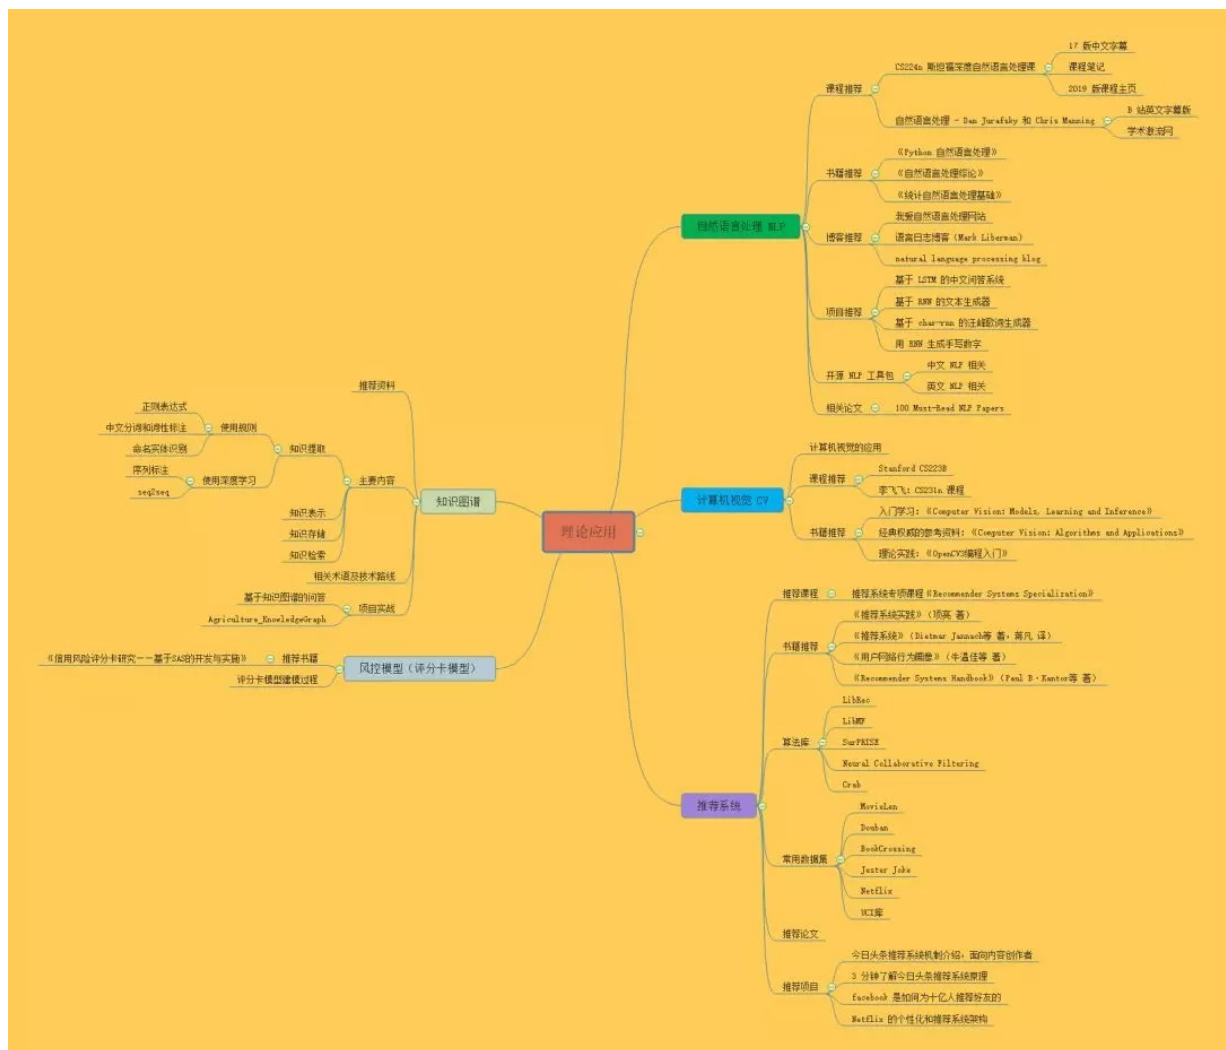 理论应用
自然语言处理 NLP
课程推荐
CS224n 斯坦福深度自然语言处理课
17 版中文字幕
课程笔记
2019 版课程主页
自然语言处理 - Dan Jurafsky 和 Chris Manning
B 站英文字幕版
学术激流网
书籍推荐
《Python 自然语言处理》
《自然语言处理综论》
《统计自然语言处理基础》
博客推荐
我爱自然语言处理网站
语言日志博客（Mark Liberman）
natural language processing blog
项目推荐
基于 LSTM 的中文问答系统
基于 RNN 的文本生成器
基于 char-rnn 的汪峰歌词生成器
用 RNN 生成手写数字
开源 NLP 工具包
中文 NLP 相关
英文 NLP 相关
相关论文
100 Must-Read NLP Papers
计算机视觉 CV
计算机视觉的应用
课程推荐
Stanford CS223B
李飞飞：CS231n 课程
书籍推荐
入门学习：《Computer Vision：Models, Learning and Inference》
经典权威的参考资料：《Computer Vision：Algorithms and Applications》
理论实践：《OpenCV3编程入门》
推荐系统
推荐课程
推荐系统专项课程《Recommender Systems Specialization》
书籍推荐
《推荐系统实践》（项亮 著）
《推荐系统》（Dietmar Jannach等 著，蒋凡 译）
《用户网络行为画像》（牛温佳等 著）
《Recommender Systems Handbook》（Paul B·Kantor等 著）
算法库
LibRec
LibMF
SurPRISE
Neural Collaborative Filtering
Crab
常用数据集
MovieLen
Douban
BookCrossing
Jester Joke
Netflix
UCI库
推荐论文
推荐项目
今日头条推荐系统机制介绍，面向内容创作者
3 分钟了解今日头条推荐系统原理
facebook 是如何为十亿人推荐好友的
Netflix 的个性化和推荐系统架构
知识图谱
推荐资料
主要内容
知识提取
使用规则
正则表达式
中文分词和词性标注
命名实体识别
使用深度学习
序列标注
seq2seq
知识表示
知识存储
知识检索
相关术语及技术路线
项目实战
基于知识图谱的问答
Agriculture_KnowledgeGraph
风控模型（评分卡模型）
推荐书籍
《信用风险评分卡研究——基于SAS的开发与实施》
评分卡模型建模过程